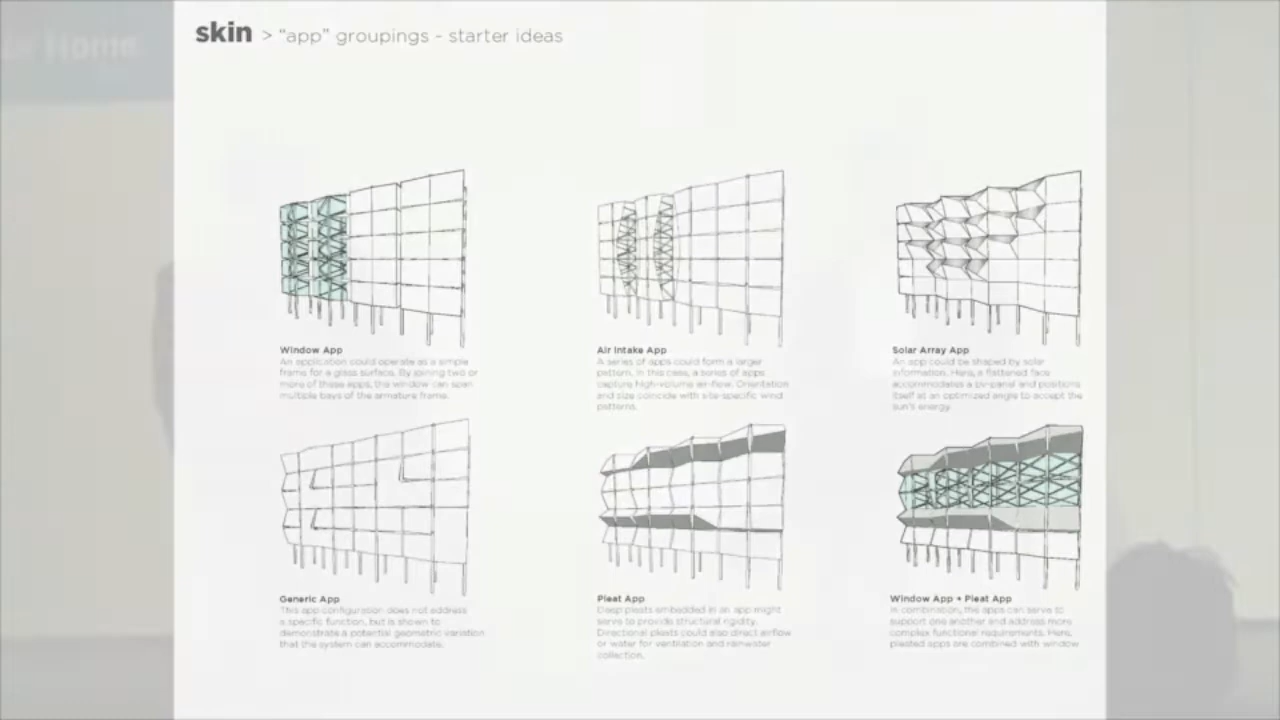 Home
skin > "app" groupings - starter ideas
Window App
An application could operate as a simple
frame for a glass surface. By joining two or
more of these apps, the window can span
multiple bays of the armature frame.
Air Intake App
A series of apps could form a larger
pattern. In this case, a series of apps
capture high-volume air-flow. Orientation
and size coincide with site-specific wind
patterns.
Solar Array App
An app could be shaped by solar
information. Here, a flattened face
accommodates a pv-panel and positions
itself at an optimized angle to accept the
sun's energy.
Generic App
This app configuration does not address
a specific function, but is shown to
demonstrate a potential geometric variation
that the system can accommodate.
Pleat App
Deep pleats embedded in an app might
serve to provide structural rigidity.
Directional pleats could also direct airflow
or water for ventilation and rainwater
collection.
Window App + Pleat App
In combination, the apps can serve to
support one another and address more
complex functional requirements. Here,
pleated apps are combined with window